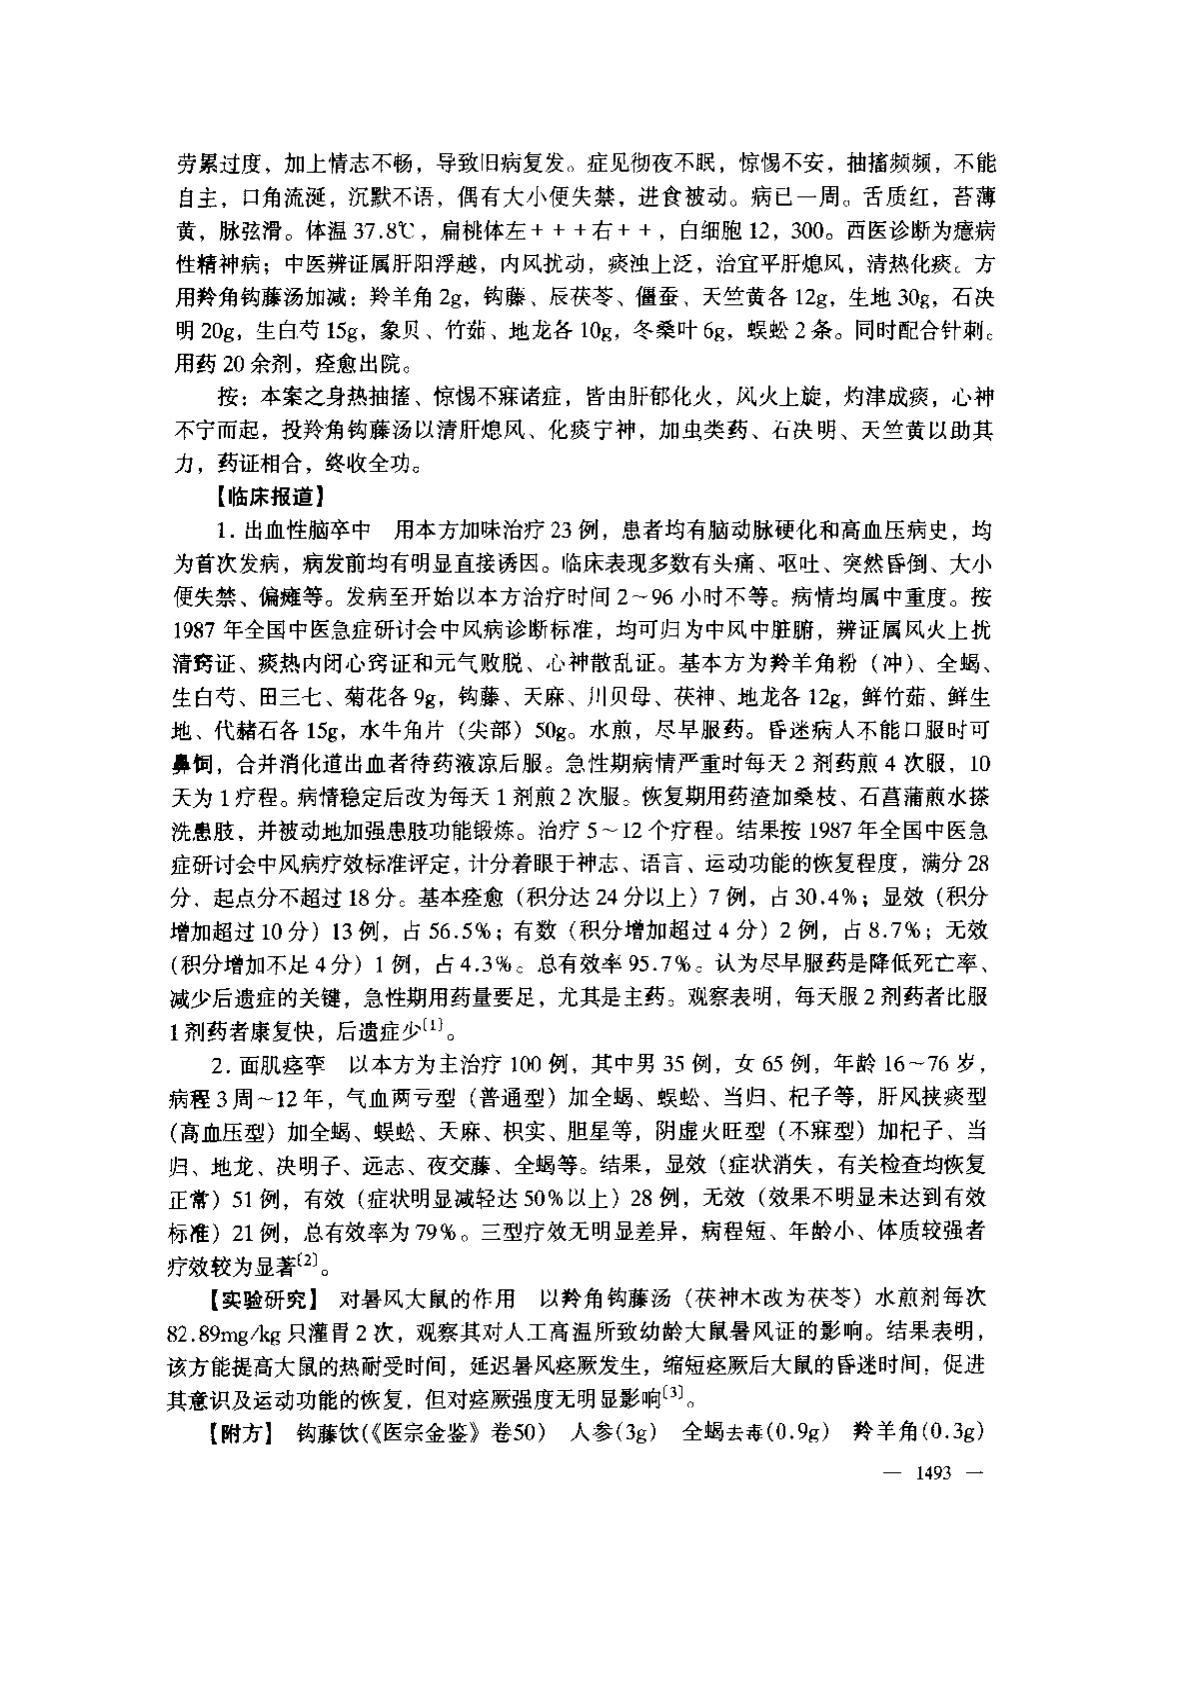 劳累过度，加上情志不畅，导致旧病复发。症见彻夜不眠，惊惕不安，抽搐频频，不能
自主，口角流涎，沉默不语，偶有大小便失禁，进食被动。病已一周。舌质红，苔薄
黄，脉弦滑。体温 37.8℃，扁桃体左＋＋＋右＋＋，白细胞 12，300。西医诊断为癔病
性精神病；中医辨证属肝阳浮越，内风扰动，痰浊上泛，治宜平肝熄风，清热化痰。方
用羚角钩藤汤加减：羚羊角 2g，钩藤、辰茯苓、僵蚕、天竺黄各 12g，生地 30g，石决
明 20g，生白芍 15g，象贝、竹茹、地龙各 10g，冬桑叶 6g，蜈蚣 2 条。同时配合针刺。
用药 20 余剂，痊愈出院。
按：本案之身热抽搐、惊惕不寐诸症，皆由肝郁化火，风火上旋，灼津成痰，心神
不宁而起，投羚角钩藤汤以清肝熄风、化痰宁神，加虫类药、石决明、天竺黄以助其
力，药证相合，终收全功。
【临床报道】
1. 出血性脑卒中　用本方加味治疗 23 例，患者均有脑动脉硬化和高血压病史，均
为首次发病，病发前均有明显直接诱因。临床表现多数有头痛、呕吐、突然昏倒、大小
便失禁、偏瘫等。发病至开始以本方治疗时间 2～96 小时不等。病情均属中重度。按
1987 年全国中医急症研讨会中风病诊断标准，均可归为中风中脏腑，辨证属风火上扰
清窍证、痰热内闭心窍证和元气败脱、心神散乱证。基本方为羚羊角粉（冲）、全蝎、
生白芍、田三七、菊花各 9g，钩藤、天麻、川贝母、茯神、地龙各 12g，鲜竹茹、鲜生
地、代赭石各 15g，水牛角片（尖部）50g。水煎，尽早服药。昏迷病人不能口服时可
鼻饲，合并消化道出血者待药液凉后服。急性期病情严重时每天 2 剂药煎 4 次服，10
天为 1 疗程。病情稳定后改为每天 1 剂煎 2 次服。恢复期用药渣加桑枝、石菖蒲煎水搽
洗患肢，并被动地加强患肢功能锻炼。治疗 5～12 个疗程。结果按 1987 年全国中医急
症研讨会中风病疗效标准评定，计分着眼于神志、语言、运动功能的恢复程度，满分 28
分，起点分不超过 18 分。基本痊愈（积分达 24 分以上）7 例，占 30.4%；显效（积分
增加超过 10 分）13 例，占 56.5%；有数（积分增加超过 4 分）2 例，占 8.7%；无效
(积分增加不足 4 分）1 例，占 4.3%。总有效率 95.7%。认为尽早服药是降低死亡率、
减少后遗症的关键，急性期用药量要足，尤其是主药。观察表明，每天服 2 剂药者比服
1 剂药者康复快，后遗症少〔1〕。
2. 面肌痉挛　以本方为主治疗 100 例，其中男 35 例，女 65 例，年龄 16～76 岁，
病程 3 周～12 年，气血两亏型（普通型）加全蝎、蜈蚣、当归、杞子等，肝风挟痰型
(高血压型）加全蝎、蜈蚣、天麻、枳实、胆星等，阴虚火旺型（不寐型）加杞子、当
归、地龙、决明子、远志、夜交藤、全蝎等。结果，显效（症状消失，有关检查均恢复
正常）51 例，有效（症状明显减轻达 50%以上）28 例，无效（效果不明显未达到有效
标准）21 例，总有效率为 79%。三型疗效无明显差异，病程短、年龄小、体质较强者
疗效较为显著〔2〕。
【实验研究】　对暑风大鼠的作用　以羚角钩藤汤（茯神木改为茯苓）水煎剂每次
82.89mg/kg 只灌胃 2 次，观察其对人工高温所致幼龄大鼠暑风证的影响。结果表明，
该方能提高大鼠的热耐受时间，延迟暑风痉厥发生，缩短痉厥后大鼠的昏迷时间，促进
其意识及运动功能的恢复，但对痉厥强度无明显影响〔3〕。
【附方】　钩藤饮(《医宗金鉴》卷50)　人参(3g)　全蝎去毒(0.9g)　羚羊角(0.3g)
— 1493 —